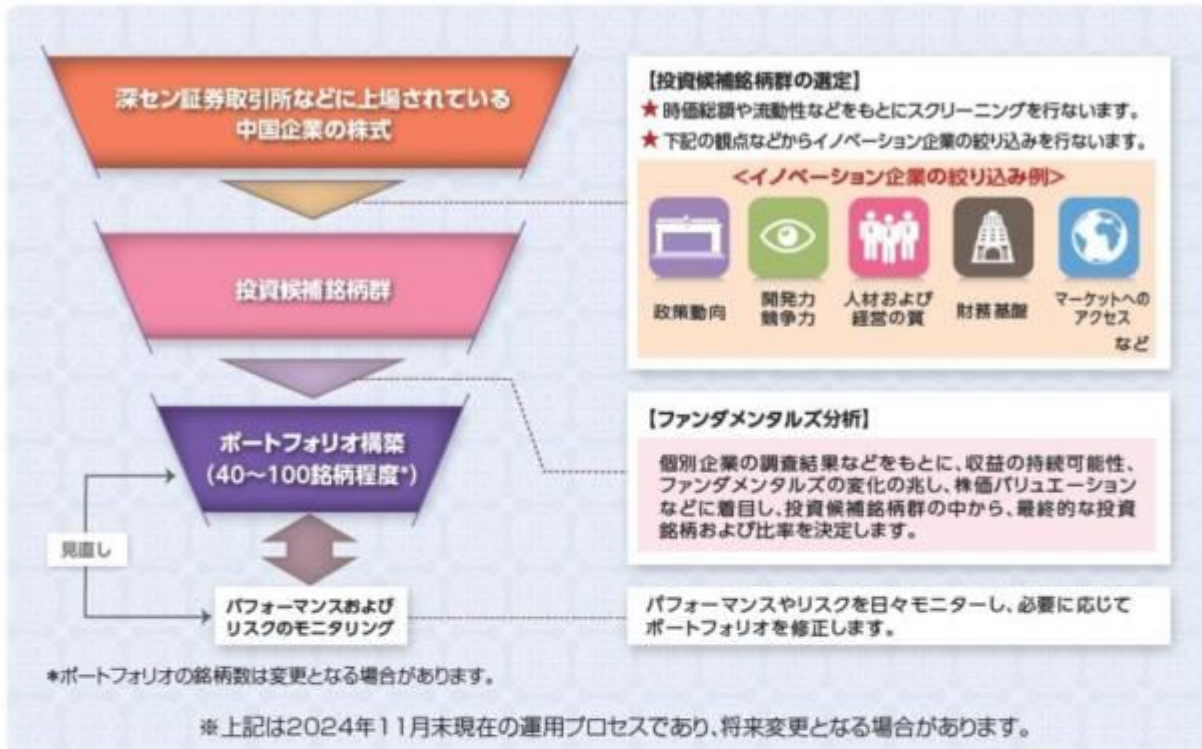 深セン証券取引所などに上場されている
中国企業の株式
【投資候補銘柄群の選定】
★時価総額や流動性などをもとにスクリーニングを行ないます。
★下記の観点などからイノベーション企業の絞り込みを行ないます。
<イノベーション企業の絞り込み例>
政策動向
開発力
競争力
人材および
経営の質
財務基盤
マーケットへの
アクセス
など
投資候補銘柄群
【ファンダメンタルズ分析】
個別企業の調査結果などをもとに、収益の持続可能性、
ファンダメンタルズの変化の兆し、株価バリュエーション
などに着目し、投資候補銘柄群の中から、最終的な投資
銘柄および比率を決定します。
ポートフォリオ構築
(40～100銘柄程度*)
見直し
パフォーマンスおよび
リスクのモニタリング
パフォーマンスやリスクを日々モニターし、必要に応じて
ポートフォリオを修正します。
*ポートフォリオの銘柄数は変更となる場合があります。
※上記は2024年11月末現在の運用プロセスであり、将来変更となる場合があります。